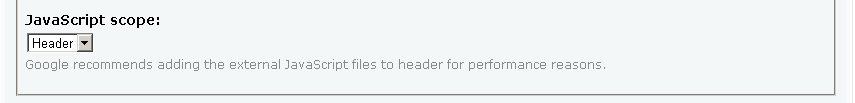 JavaScript scope:
Header
Google recommends adding the external JavaScript files to header for performance reasons.